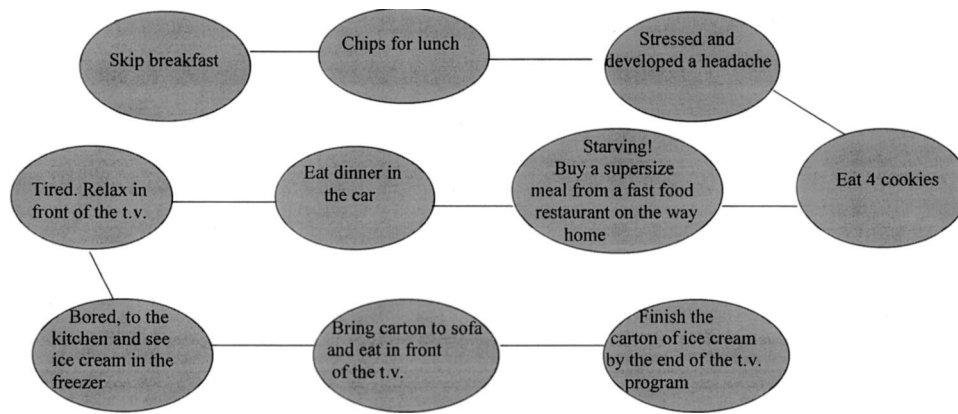 Skip breakfast
Chips for lunch
Stressed and
developed a headache
Eat 4 cookies
Starving!
Buy a supersize
meal from a fast food
restaurant on the way
home
Eat dinner in
the car
Tired. Relax in
front of the t.v.
Bored, to the
kitchen and see
ice cream in the
freezer
Bring carton to sofa
and eat in front
of the t.v.
Finish the
carton of ice cream
by the end of the t.v.
program